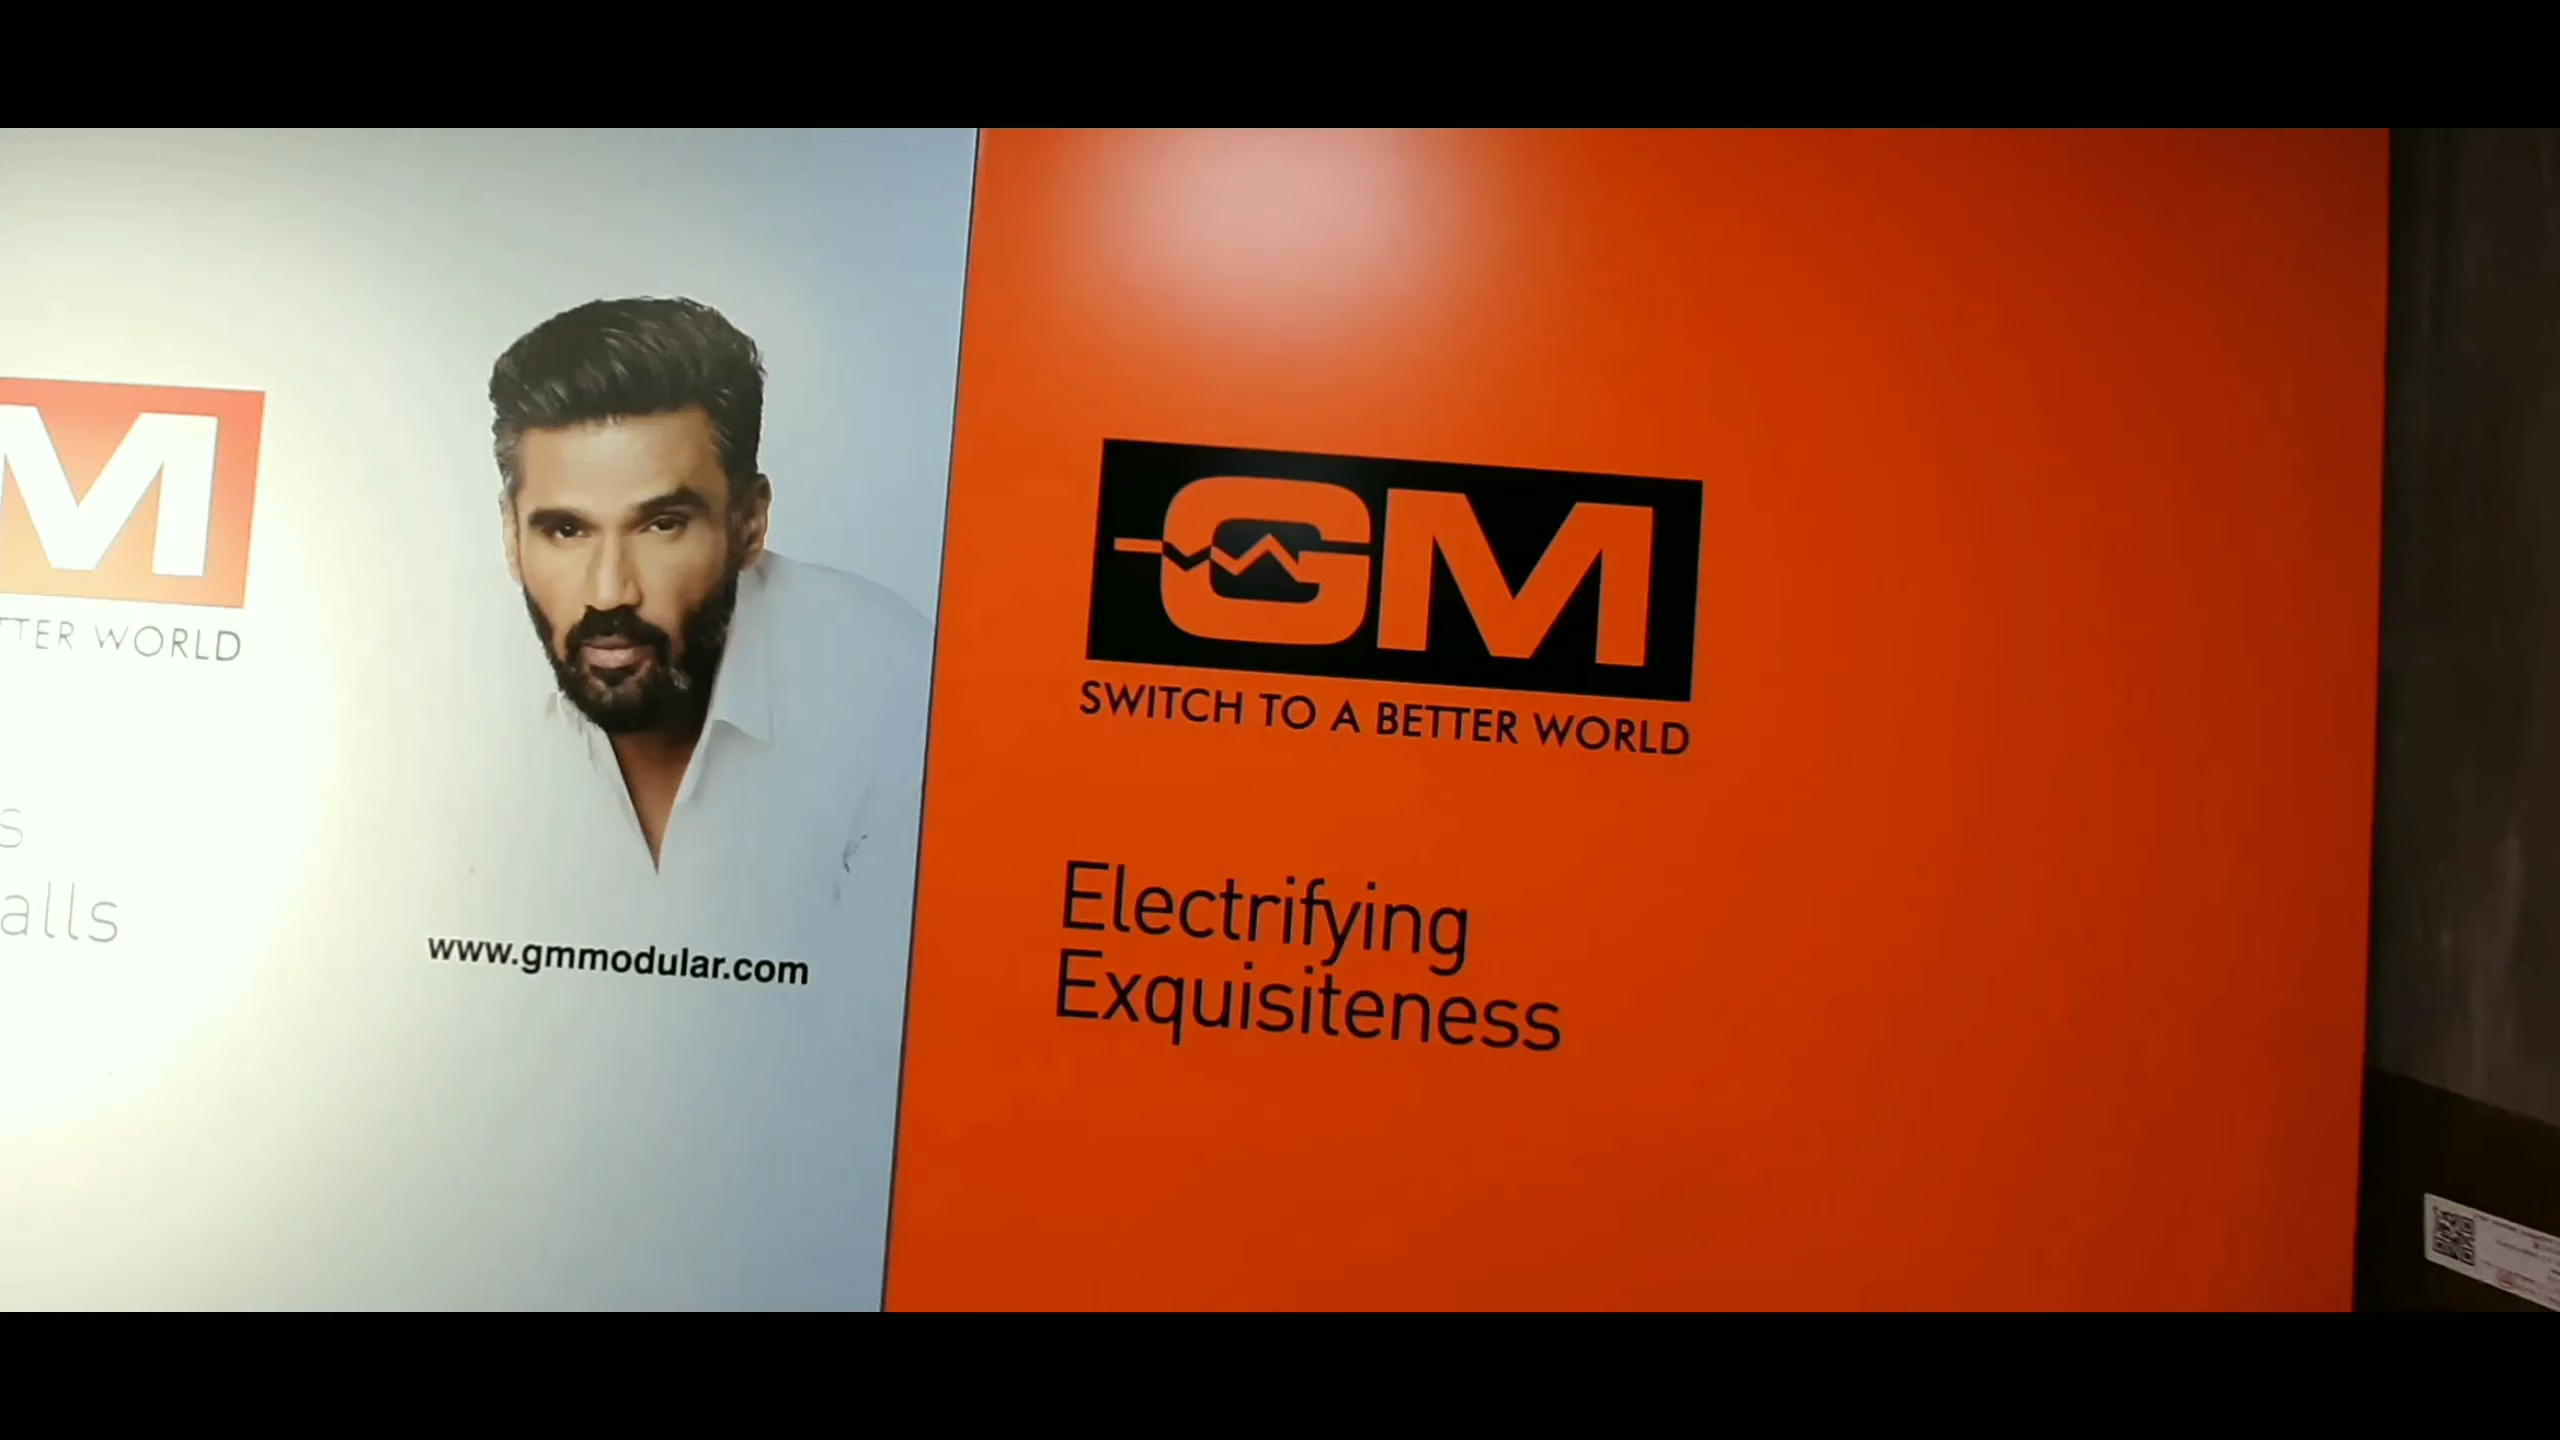 M
TTER WORLD
s
alls
www.gmmodular.com
GM
SWITCH TO A BETTER WORLD
Electrifying
Exquisiteness